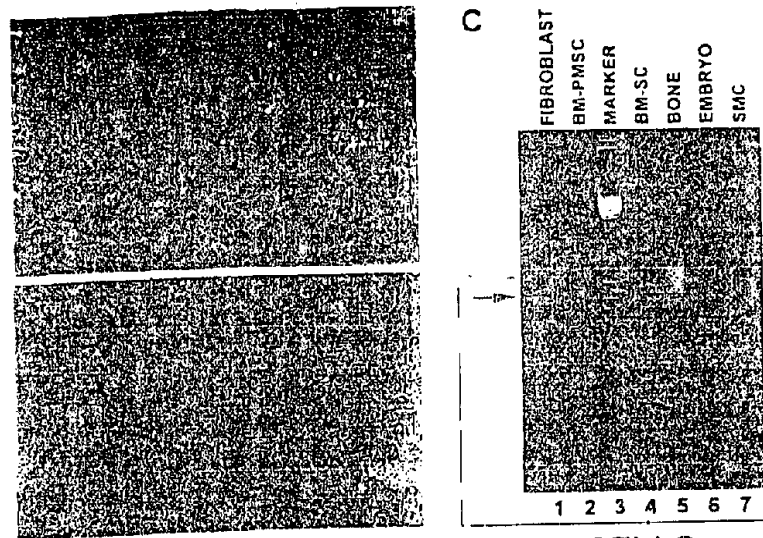 C
FIBROBLAST
BM-PMSC
MARKER
BM-SC
BONE
EMBRYO
SMC
1 2 3 4 5 6 7